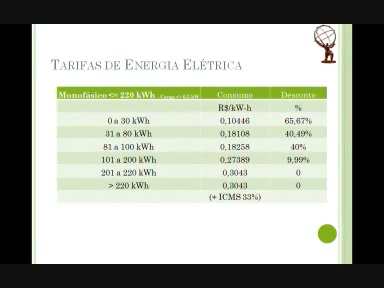 TARIFAS DE ENERGIA ELÉTRICA
Monofásico <= 220 kWh Consumo Desconto
R$/kW-h %
0 a 30 kWh 0,10446 65,67%
31 a 80 kWh 0,18108 40,49%
81 a 100 kWh 0,18258 40%
101 a 200 kWh 0,27389 9,99%
201 a 220 kWh 0,3043 0
> 220 kWh 0,3043 0
(+ ICMS 33%)